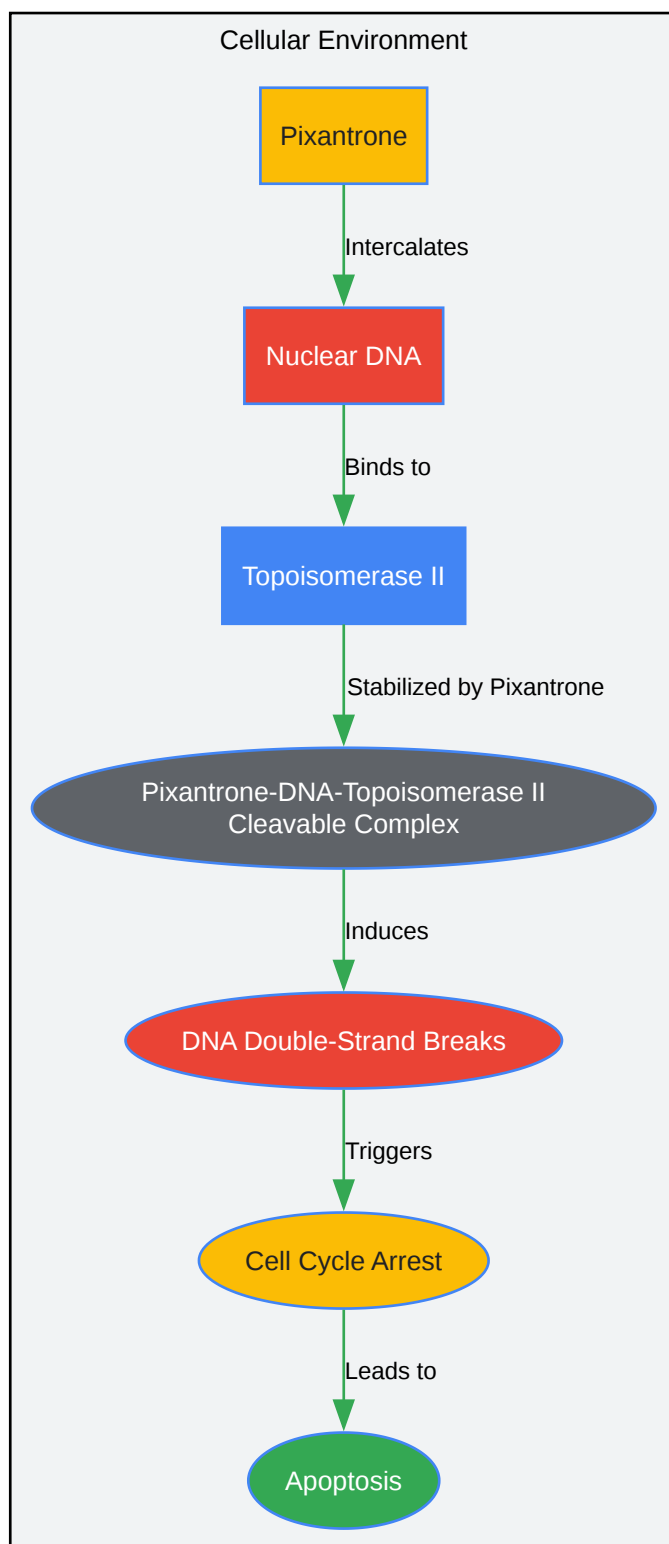 Cellular Environment
Pixantrone
Intercalates
Nuclear DNA
Binds to
Topoisomerase II
Stabilized by Pixantrone
Pixantrone-DNA-Topoisomerase II
Cleavable Complex
Induces
DNA Double-Strand Breaks
Triggers
Cell Cycle Arrest
Leads to
Apoptosis